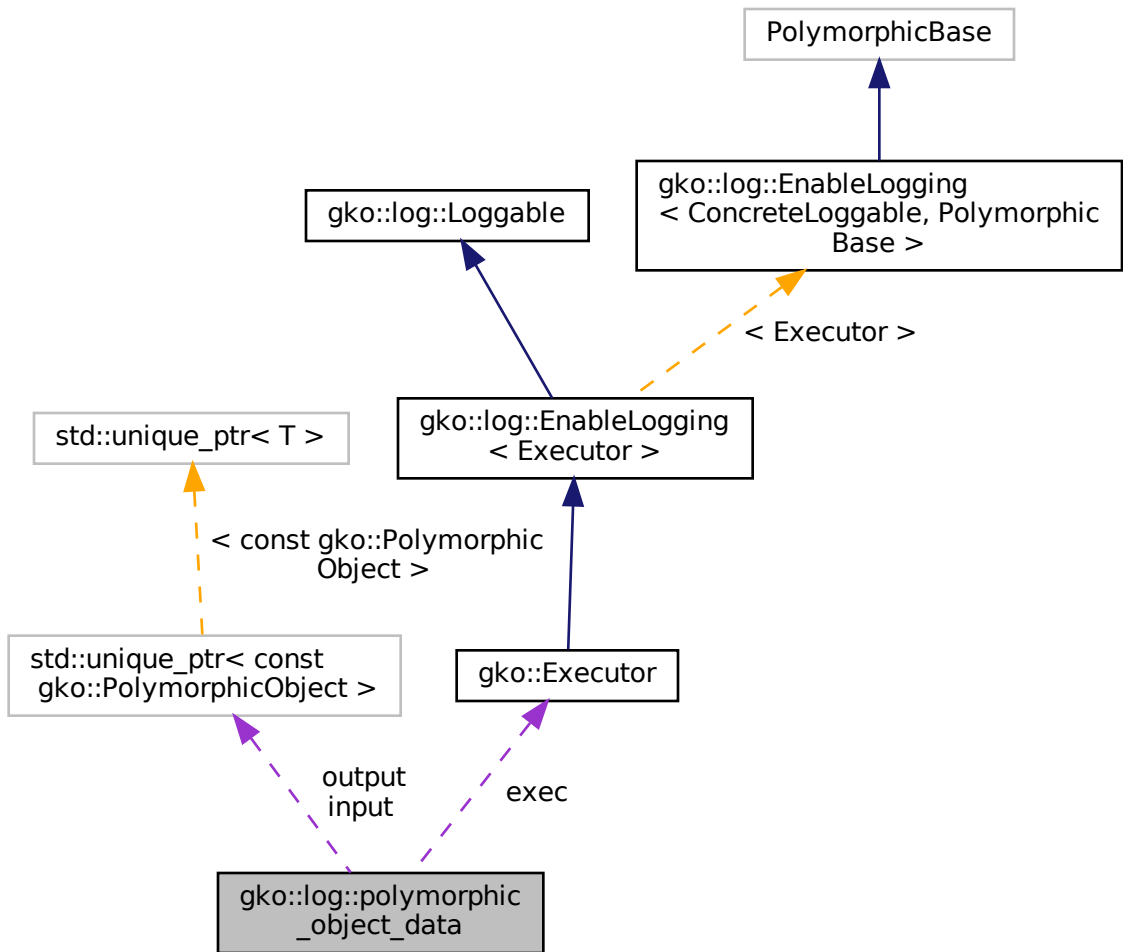 PolymorphicBase
gko::log::EnableLogging
< ConcreteLoggable, Polymorphic
Base >
gko::log::Loggable
< Executor >
gko::log::EnableLogging
< Executor >
std::unique_ptr< T >
< const gko::Polymorphic
Object >
std::unique_ptr< const
gko::PolymorphicObject >
gko::Executor
output
input
exec
gko::log::polymorphic
_object_data